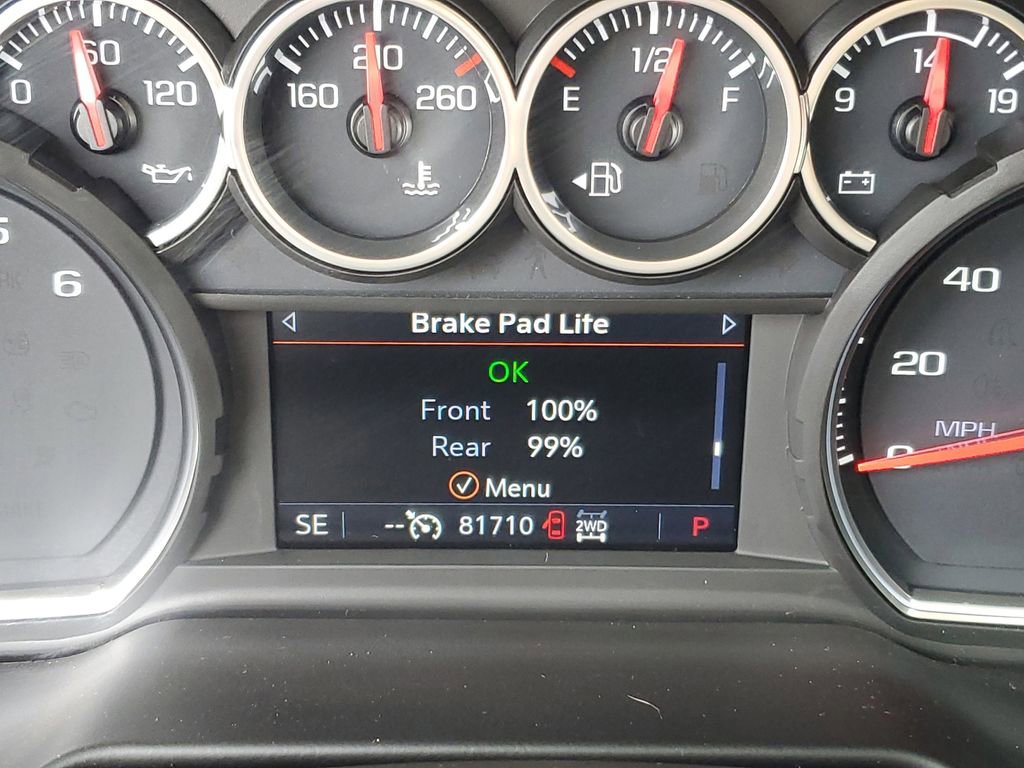 0 60 120
160 210 260
E 1/2 F
9 14 19
5 6
Brake Pad Life
OK
Front 100%
Rear 99%
Menu
SE -- 81710 2WD P
40
20
MPH
0